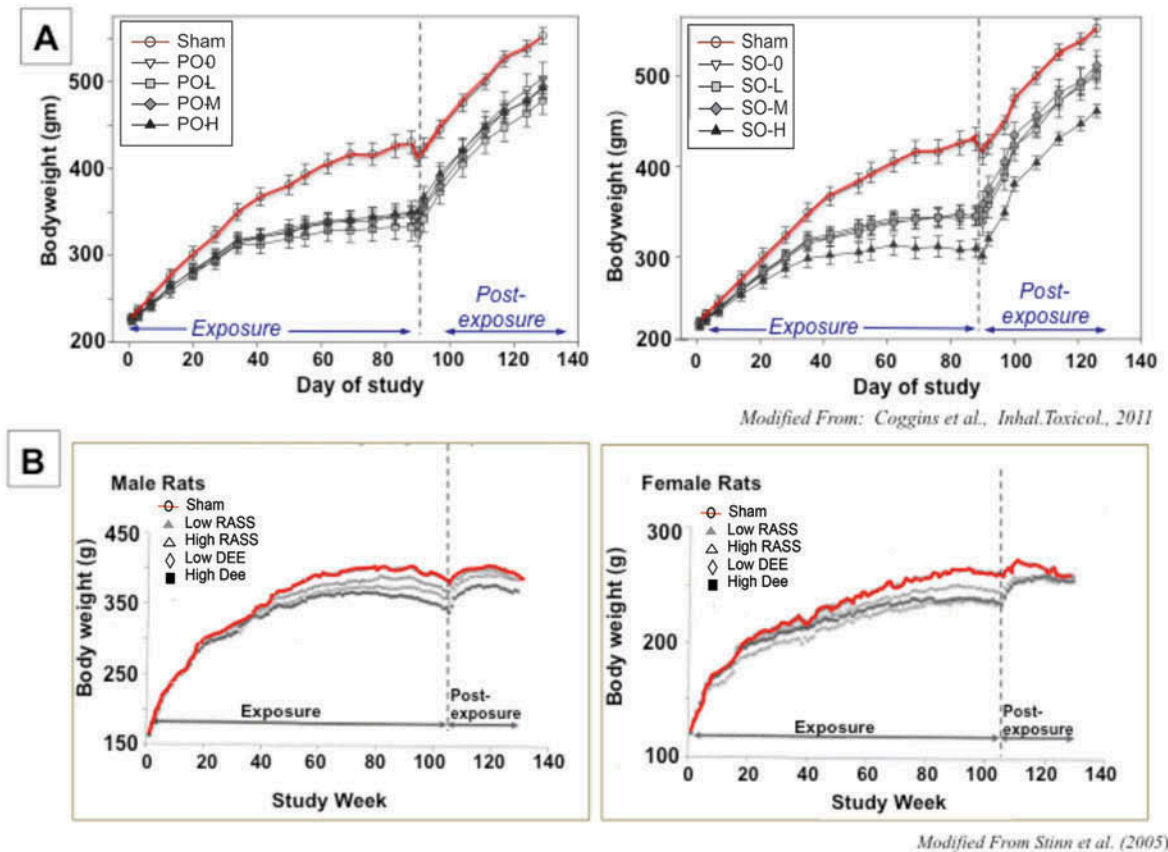 A
Sham
PO-0
PO-L
PO-M
PO-H
500
400
300
200
Bodyweight (gm)
Exposure
Post-
exposure
0 20 40 60 80 100 120 140
Day of study
Sham
SO-0
SO-L
SO-M
SO-H
500
400
300
200
Bodyweight (gm)
Exposure
Post-
exposure
0 20 40 60 80 100 120 140
Day of study
Modified From: Coggins et al., Inhal.Toxicol., 2011
B
Male Rats
Sham
Low RASS
High RASS
Low DEE
High Dee
450
350
250
150
Body weight (g)
Exposure
Post-
exposure
0 20 40 60 80 100 120 140
Study Week
Female Rats
Sham
Low RASS
High RASS
Low DEE
High Dee
300
200
100
Body weight (g)
Exposure
Post-
exposure
0 20 40 60 80 100 120 140
Study Week
Modified From Stinn et al. (2005)